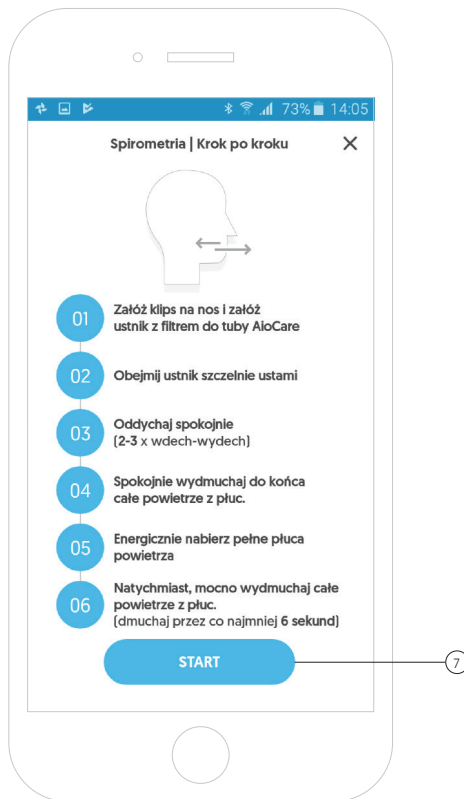 73% 14:05
Spirometria | Krok po kroku
01
Załóż klips na nos i załóż
ustnik z filtrem do tuby AioCare
02
Obejmij ustnik szczelnie ustami
03
Oddychaj spokojnie
(2-3 x wdech-wydech)
04
Spokojnie wydmuchaj do końca
całe powietrze z płuc.
05
Energicznie nabierz pełne płuca
powietrza
06
Natychmiast, mocno wydmuchaj całe
powietrze z płuc.
(dmuchaj przez co najmniej 6 sekund)
START
7